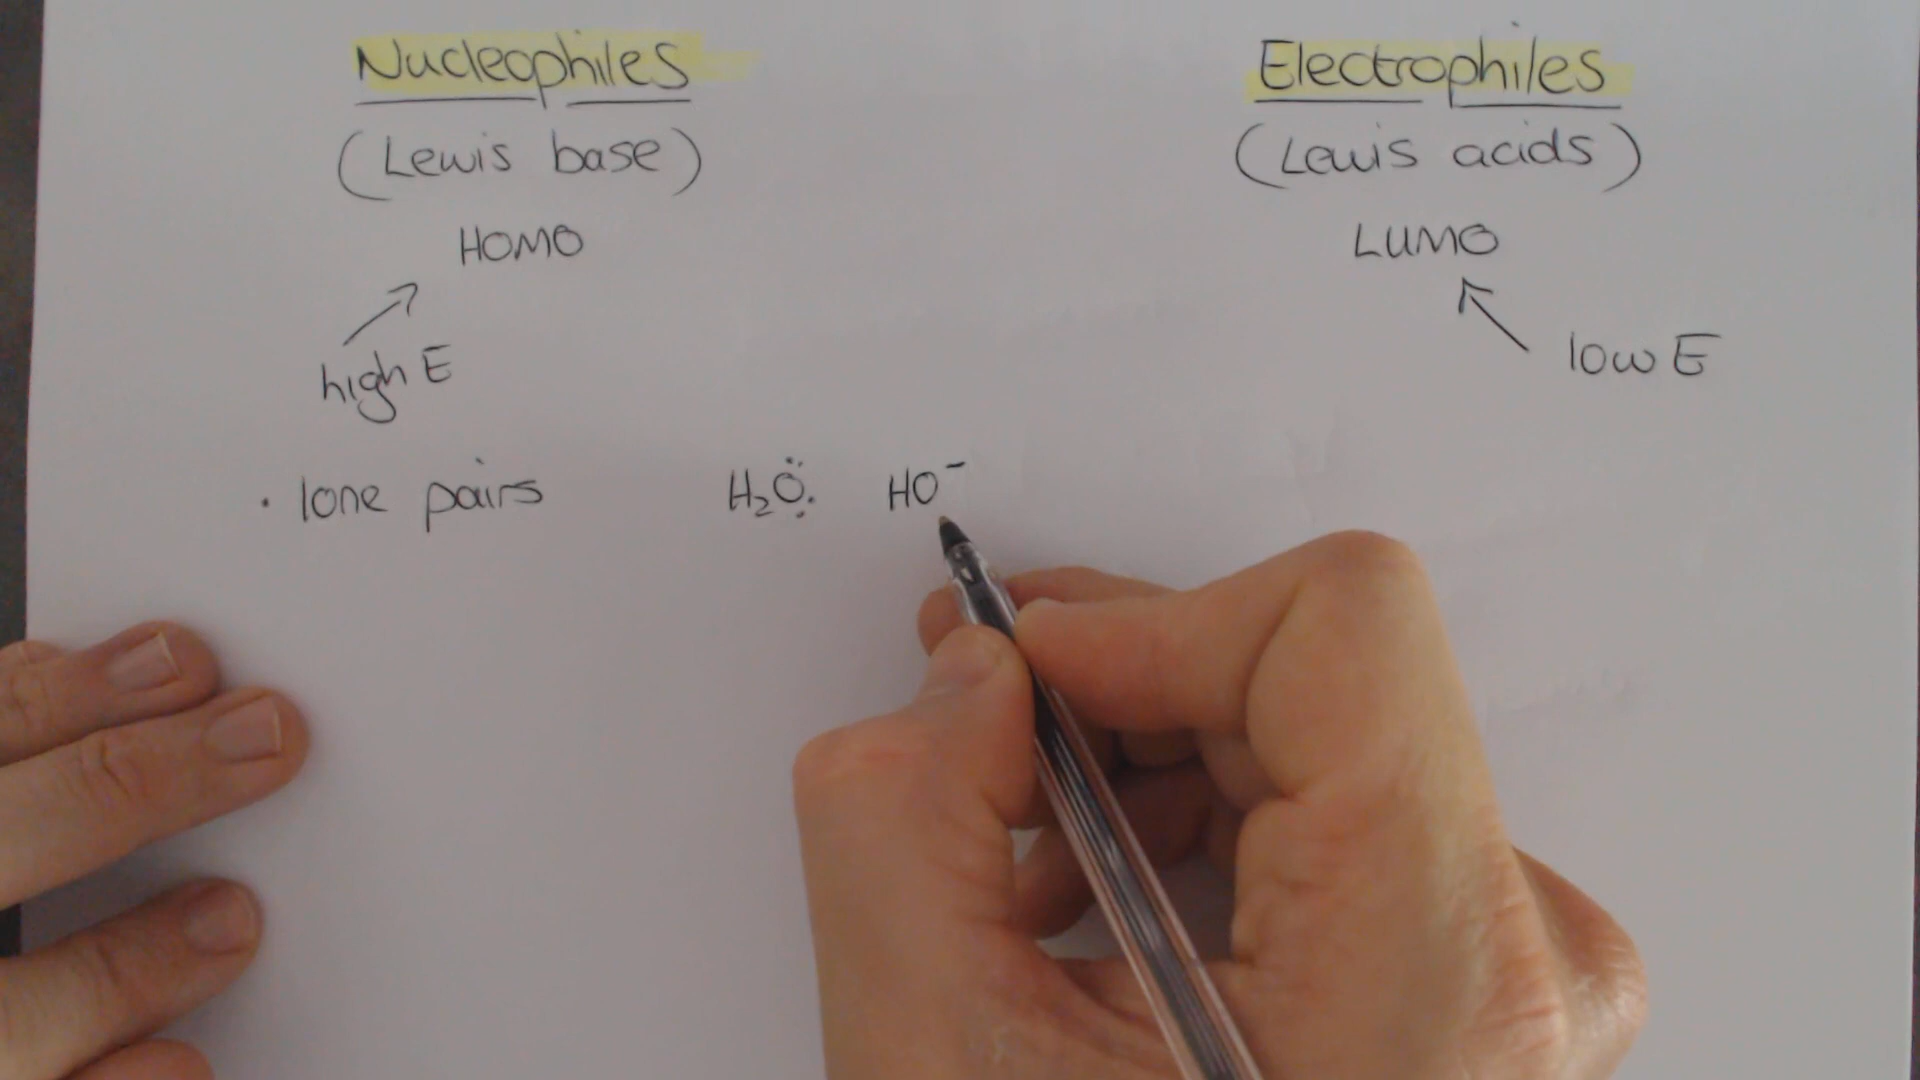 Nucleophiles
(Lewis base)
HOMO
high E
Electrophiles
(Lewis acids)
LUMO
low E
· lone pairs H₂Ö: HO⁻